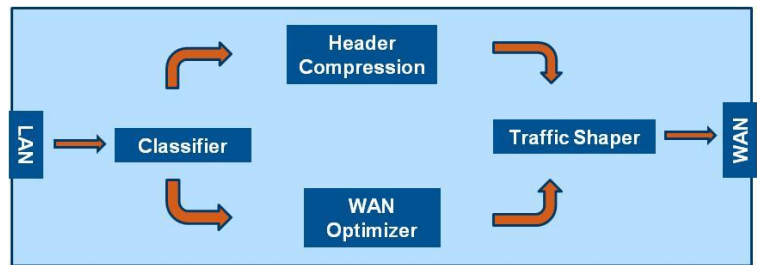 Header
Compression
LAN
Classifier
Traffic Shaper
WAN
WAN
Optimizer